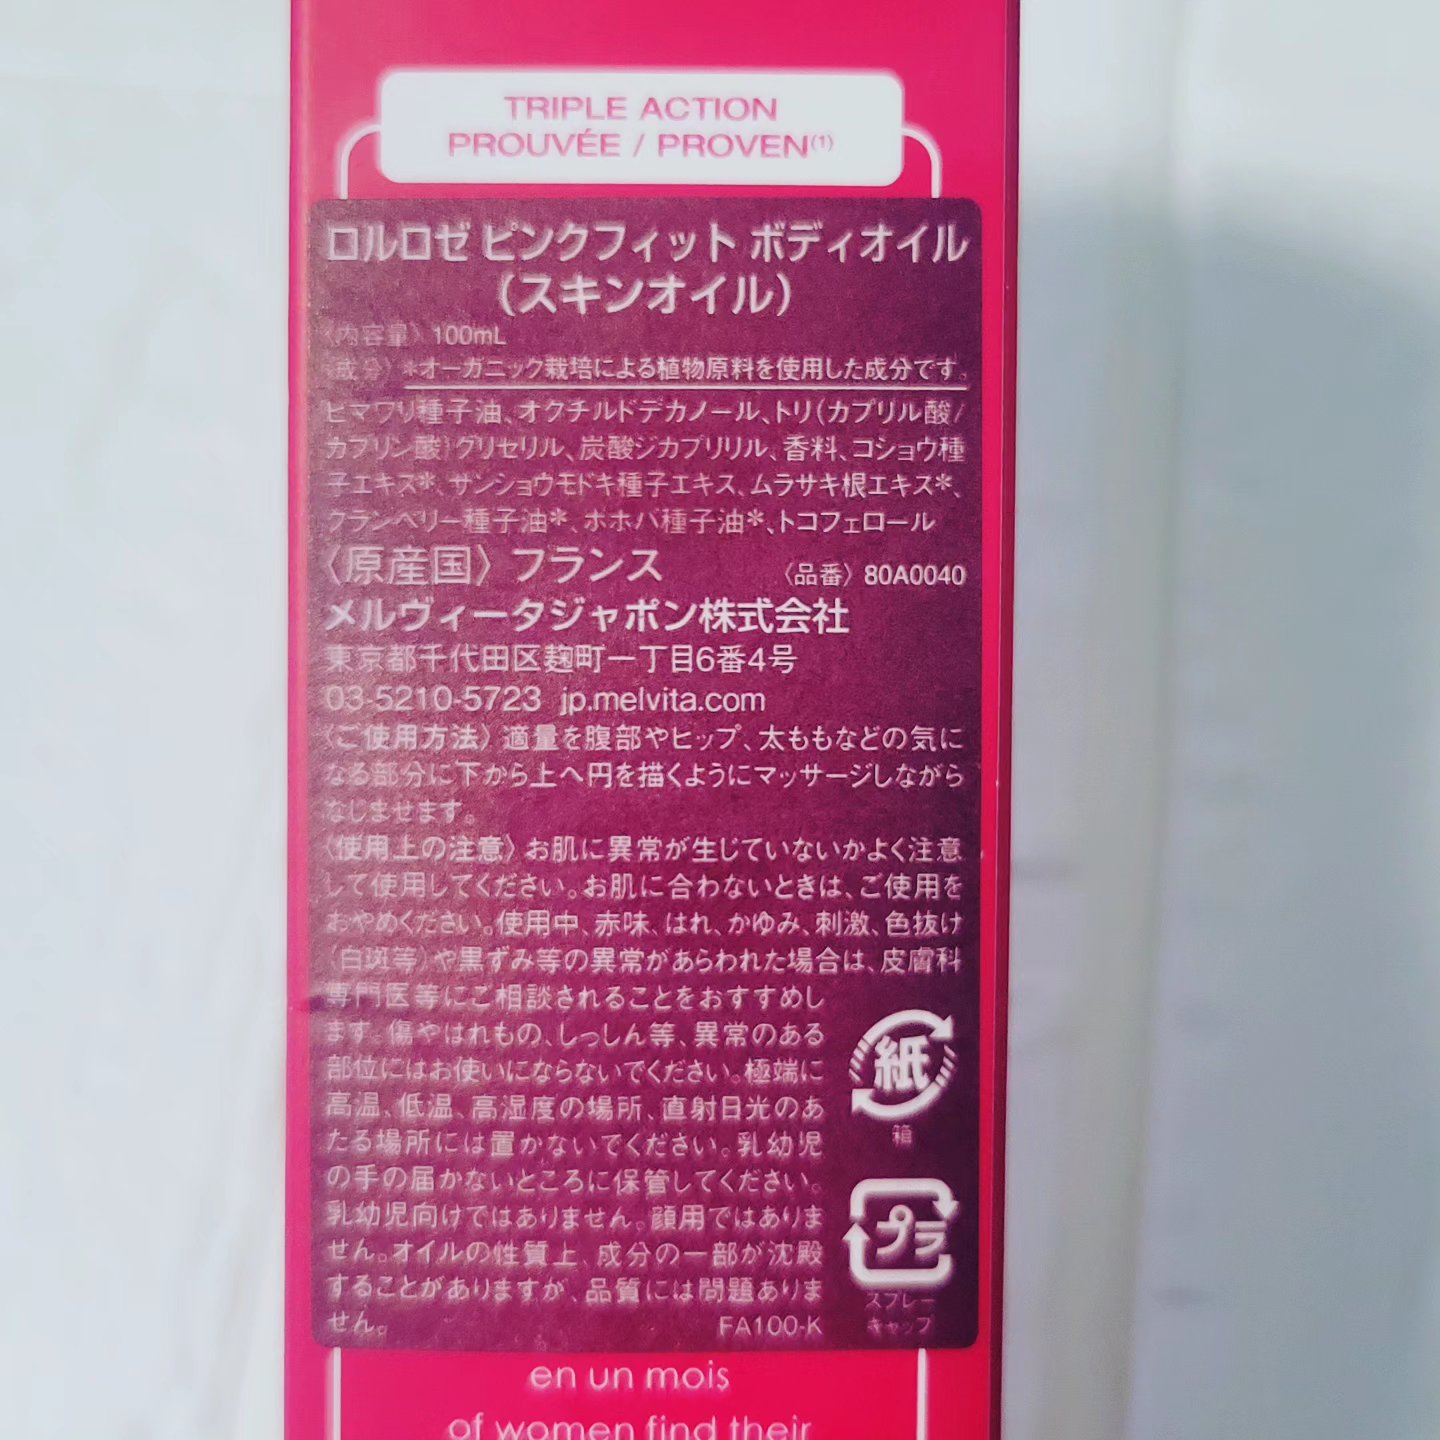 TRIPLE ACTION
PROUVÉE / PROVEN(1)
ロルロゼ ピンクフィット ボディオイル
（スキンオイル）
〈内容量〉100mL
〈成分〉*オーガニック栽培による植物原料を使用した成分です。
ヒマワリ種子油、オクチルドデカノール、トリ(カプリル酸/
カプリン酸)グリセリル、炭酸ジカプリリル、香料、コショウ種
子エキス*、サンショウモドキ種子エキス、ムラサキ根エキス*、
クランベリー種子油*、ホホバ種子油*、トコフェロール
〈原産国〉フランス 〈品番〉80A0040
メルヴィータジャポン株式会社
東京都千代田区麹町一丁目6番4号
03-5210-5723 jp.melvita.com
〈ご使用方法〉適量を腹部やヒップ、太ももなどの気に
なる部分に下から上へ円を描くようにマッサージしながら
なじませます。
〈使用上の注意〉お肌に異常が生じていないかよく注意
して使用してください。お肌に合わないときは、ご使用を
おやめください。使用中、赤味、はれ、かゆみ、刺激、色抜け
(白斑等)や黒ずみ等の異常があらわれた場合は、皮膚科
専門医等にご相談されることをおすすめし
ます。傷やはれもの、しっしん等、異常のある
部位にはお使いにならないでください。極端に
高温、低温、高湿度の場所、直射日光のあ
たる場所には置かないでください。乳幼児
の手の届かないところに保管してください。
乳幼児向けではありません。顔用ではありま
せん。オイルの性質上、成分の一部が沈殿
することがありますが、品質には問題ありま
せん。 FA100-K
紙
箱
プラ
スプレー
キャップ
en un mois
of women find their